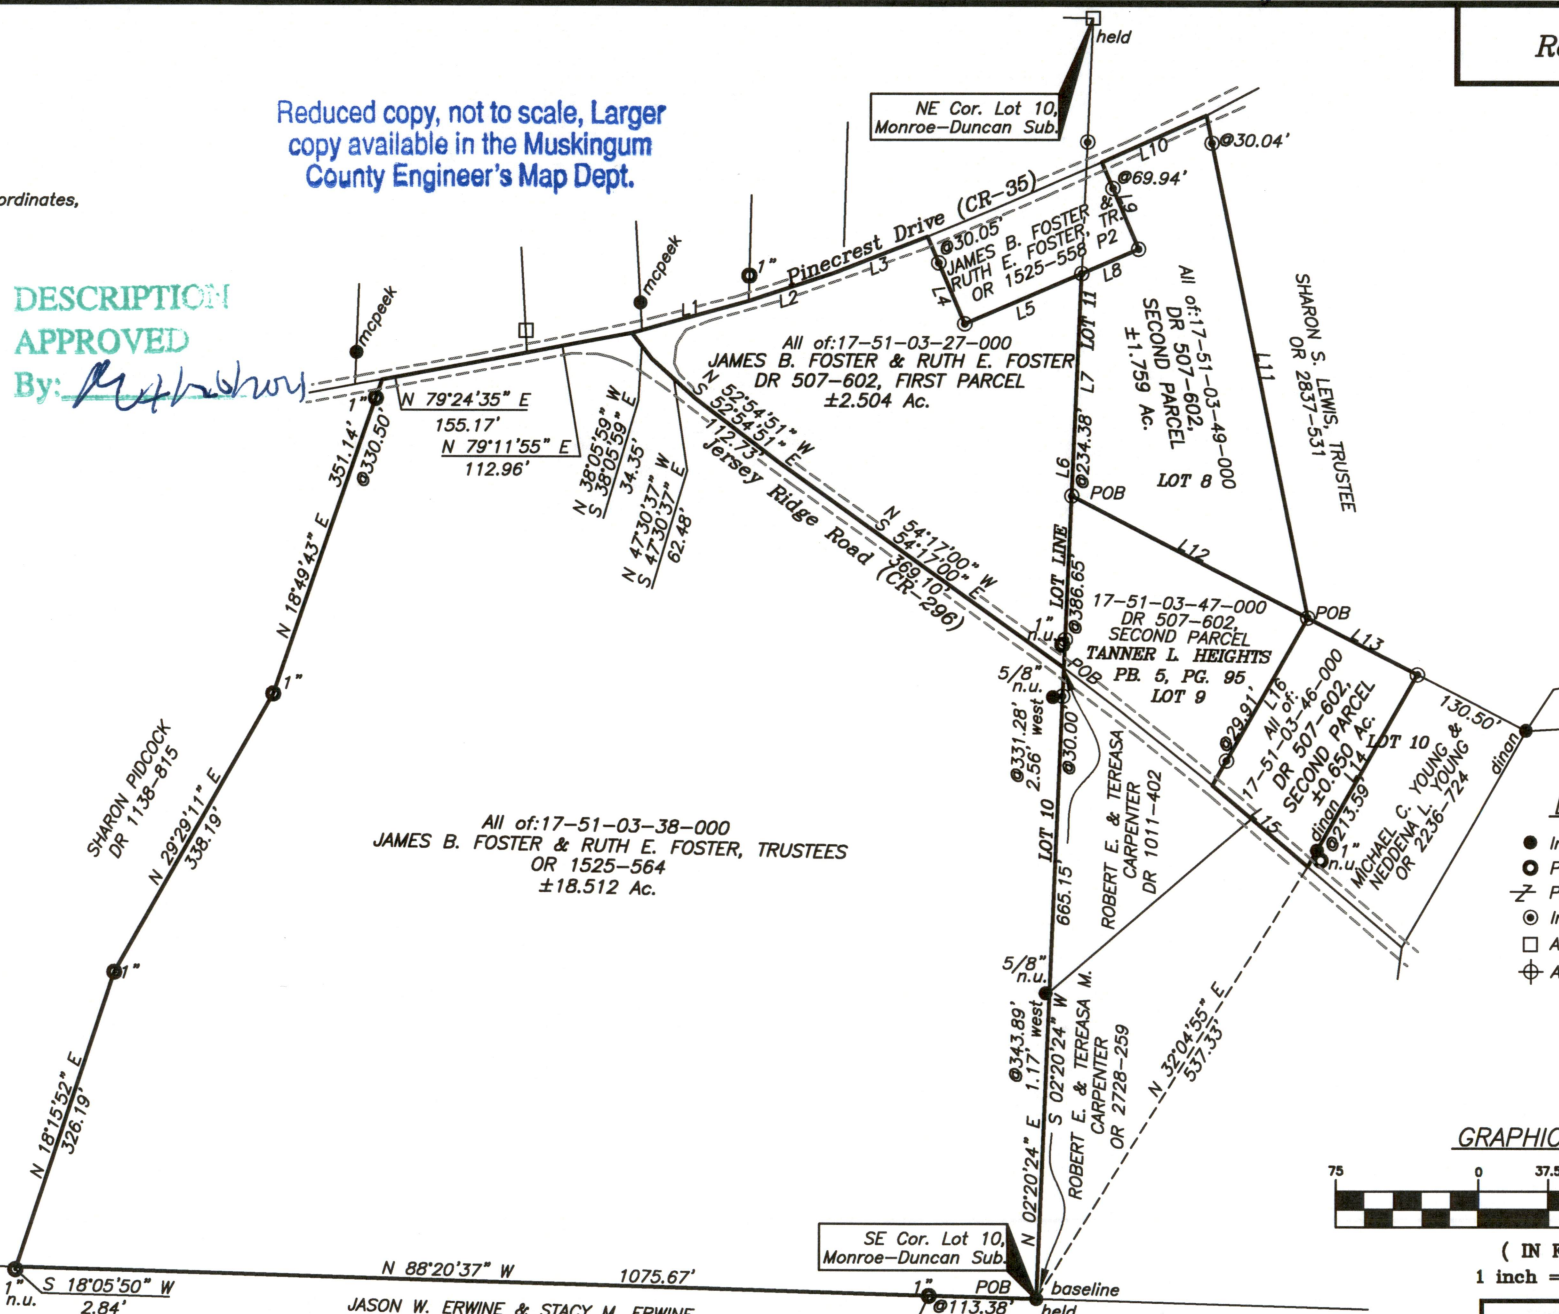 held
NE Cor. Lot 10,
Monroe-Duncan Sub.
Reduced copy, not to scale, Larger
copy available in the Muskingum
County Engineer's Map Dept.
ordinates,
DESCRIPTION
APPROVED
By:
mcpeek
mcpeek
1"
L1
L2
L3
Pinecrest Drive (CR-35)
L10
@30.04'
@69.94'
L9
@30.05'
JAMES B. FOSTER &
RUTH E. FOSTER, TR.
OR 1525-558 P2
L4
L5
L8
All of:17-51-03-27-000
JAMES B. FOSTER & RUTH E. FOSTER
DR 507-602, FIRST PARCEL
±2.504 Ac.
LOT 11
L7
@234.38'
L6
All of:17-51-03-49-000
DR 507-602,
SECOND PARCEL
±1.759 Ac.
LOT 8
L11
SHARON S. LEWIS, TRUSTEE
OR 2837-531
1"
351.14'
@330.50'
N 18°49'43" E
N 79°24'35" E
155.17'
N 79°11'55" E
112.96'
N 38°05'59" W
S 38°05'59" E
34.35'
N 47°30'37" W
S 47°30'37" E
62.48'
N 52°54'51" W
S 52°54'51" E
112.73'
Jersey Ridge Road (CR-296)
N 54°17'00" W
S 54°17'00" E
369.10'
POB
L12
LOT LINE
@386.65'
1"
n.u.
17-51-03-47-000
DR 507-602,
SECOND PARCEL
TANNER L HEIGHTS
PB. 5, PG. 95
LOT 9
POB
L13
POB
5/8"
n.u.
@331.28'
2.56' west
@30.00'
L16
@29.91'
All of:
17-51-03-46-000
DR 507-602,
SECOND PARCEL
±0.650 Ac.
LOT 10
L14
@213.59'
dinan
1"
n.u.
L15
130.50'
dinan
MICHAEL C. YOUNG &
NEDDENA L. YOUNG
OR 2236-724
1"
SHARON PIDCOCK
DR 1138-815
N 29°29'11" E
338.19'
All of:17-51-03-38-000
JAMES B. FOSTER & RUTH E. FOSTER, TRUSTEES
OR 1525-564
±18.512 Ac.
LOT 10
665.15'
ROBERT E. & TEREASA
CARPENTER
DR 1011-402
5/8"
n.u.
@343.89'
1.17' west
N 02°20'24" E
S 02°20'24" W
ROBERT E. & TEREASA M.
CARPENTER
OR 2728-259
N 32°04'55" E
537.33'
1"
N 18°15'52" E
326.19'
GRAPHIC
75
0
37.5
( IN
1 inch =
SE Cor. Lot 10,
Monroe-Duncan Sub.
1"
n.u.
S 18°05'50" W
2.84'
N 88°20'37" W
1075.67'
1"
POB
@113.38'
baseline
held
JASON W. ERWINE & STACY M. ERWINE